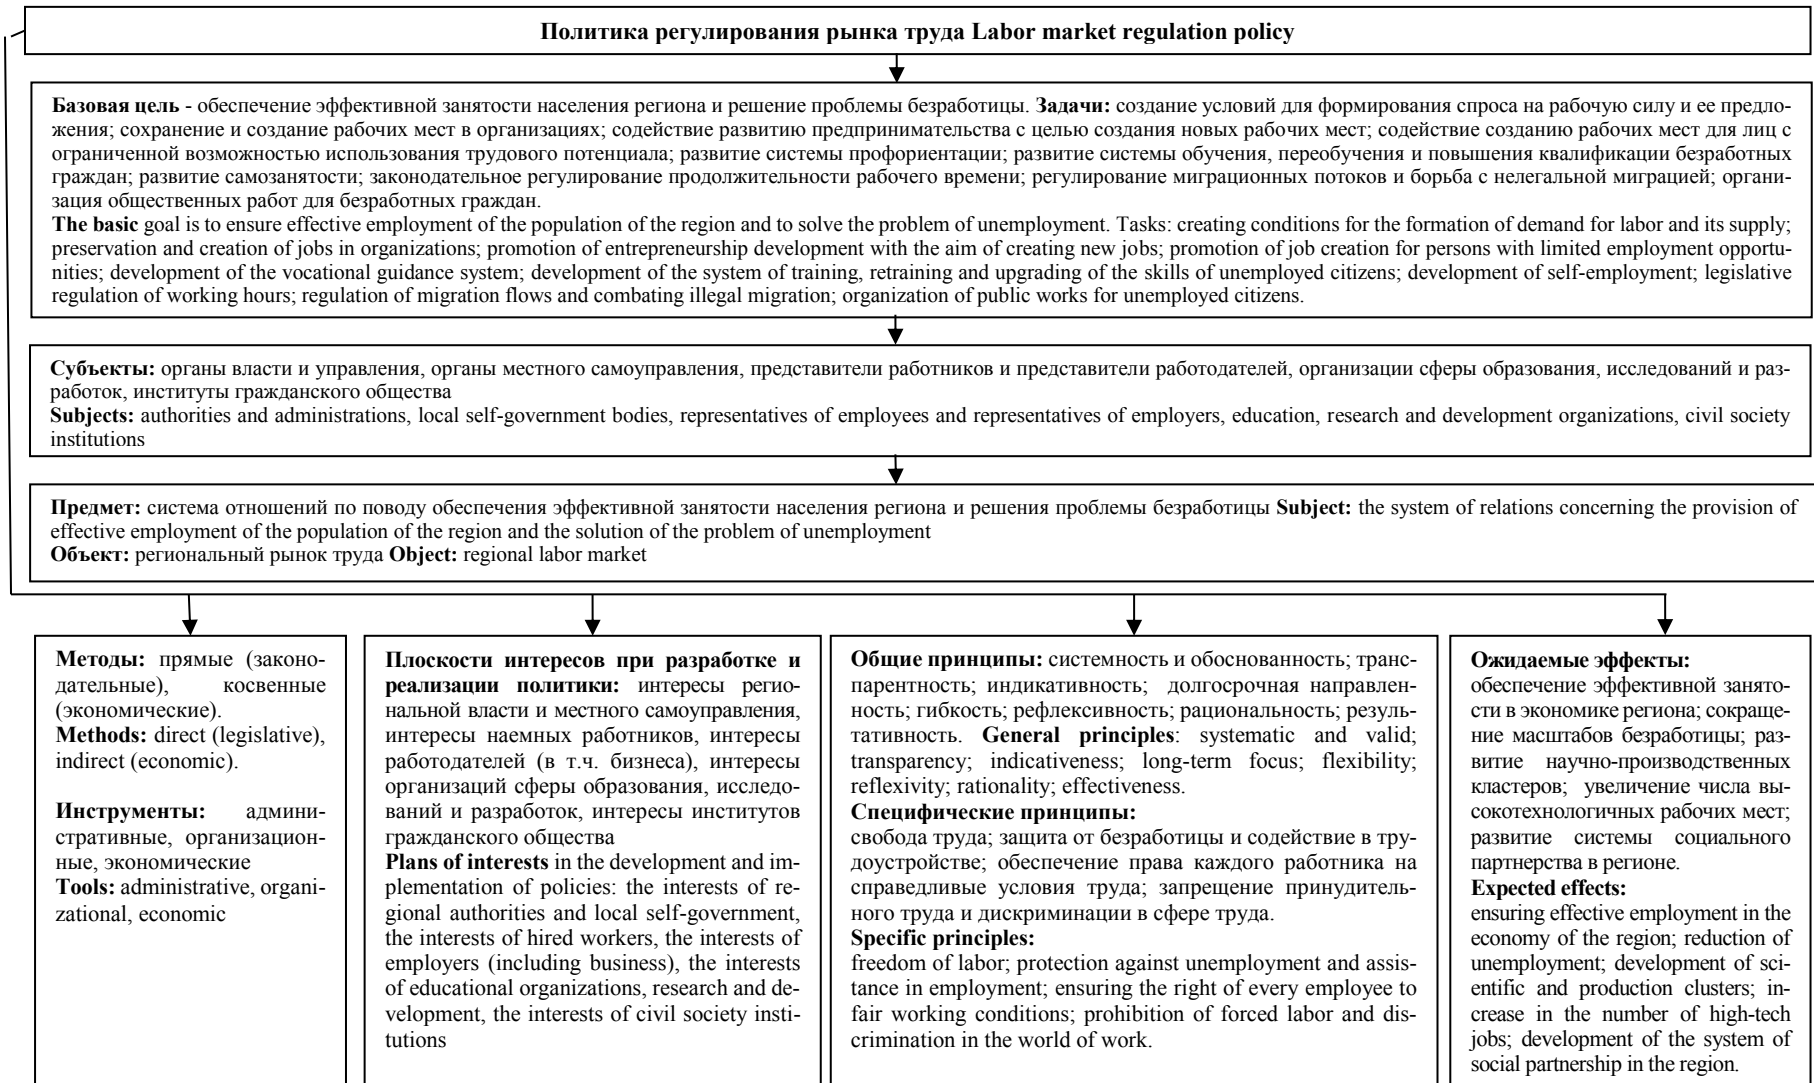 Политика регулирования рынка труда Labor market regulation policy
Базовая цель - обеспечение эффективной занятости населения региона и решение проблемы безработицы. Задачи: создание условий для формирования спроса на рабочую силу и ее предло-
жения; сохранение и создание рабочих мест в организациях; содействие развитию предпринимательства с целью создания новых рабочих мест; содействие созданию рабочих мест для лиц с
ограниченной возможностью использования трудового потенциала; развитие системы профориентации; развитие системы обучения, переобучения и повышения квалификации безработных
граждан; развитие самозанятости; законодательное регулирование продолжительности рабочего времени; регулирование миграционных потоков и борьба с нелегальной миграцией; органи-
зация общественных работ для безработных граждан.
The basic goal is to ensure effective employment of the population of the region and to solve the problem of unemployment. Tasks: creating conditions for the formation of demand for labor and its supply;
preservation and creation of jobs in organizations; promotion of entrepreneurship development with the aim of creating new jobs; promotion of job creation for persons with limited employment opportu-
nities; development of the vocational guidance system; development of the system of training, retraining and upgrading of the skills of unemployed citizens; development of self-employment; legislative
regulation of working hours; regulation of migration flows and combating illegal migration; organization of public works for unemployed citizens.
Субъекты: органы власти и управления, органы местного самоуправления, представители работников и представители работодателей, организации сферы образования, исследований и раз-
работок, институты гражданского общества
Subjects: authorities and administrations, local self-government bodies, representatives of employees and representatives of employers, education, research and development organizations, civil society
institutions
Предмет: система отношений по поводу обеспечения эффективной занятости населения региона и решения проблемы безработицы Subject: the system of relations concerning the provision of
effective employment of the population of the region and the solution of the problem of unemployment
Объект: региональный рынок труда Object: regional labor market
Методы: прямые (законо-
дательные), косвенные
(экономические).
Methods: direct (legislative),
indirect (economic).
Инструменты: админи-
стративные, организацион-
ные, экономические
Tools: administrative, organi-
zational, economic
Плоскости интересов при разработке и
реализации политики: интересы регио-
нальной власти и местного самоуправления,
интересы наемных работников, интересы
работодателей (в т.ч. бизнеса), интересы
организаций сферы образования, исследо-
ваний и разработок, интересы институтов
гражданского общества
Plans of interests in the development and im-
plementation of policies: the interests of re-
gional authorities and local self-government,
the interests of hired workers, the interests of
employers (including business), the interests
of educational organizations, research and de-
velopment, the interests of civil society insti-
tutions
Общие принципы: системность и обоснованность; транс-
парентность; индикативность; долгосрочная направлен-
ность; гибкость; рефлексивность; рациональность; резуль-
тативность. General principles: systematic and valid;
transparency; indicativeness; long-term focus; flexibility;
reflexivity; rationality; effectiveness.
Специфические принципы:
свобода труда; защита от безработицы и содействие в тру-
доустройстве; обеспечение права каждого работника на
справедливые условия труда; запрещение принудитель-
ного труда и дискриминации в сфере труда.
Specific principles:
freedom of labor; protection against unemployment and assis-
tance in employment; ensuring the right of every employee to
fair working conditions; prohibition of forced labor and dis-
crimination in the world of work.
Ожидаемые эффекты:
обеспечение эффективной занято-
сти в экономике региона; сокраще-
ние масштабов безработицы; раз-
витие научно-производственных
кластеров; увеличение числа вы-
сокотехнологичных рабочих мест;
развитие системы социального
партнерства в регионе.
Expected effects:
ensuring effective employment in the
economy of the region; reduction of
unemployment; development of sci-
entific and production clusters; in-
crease in the number of high-tech
jobs; development of the system of
social partnership in the region.